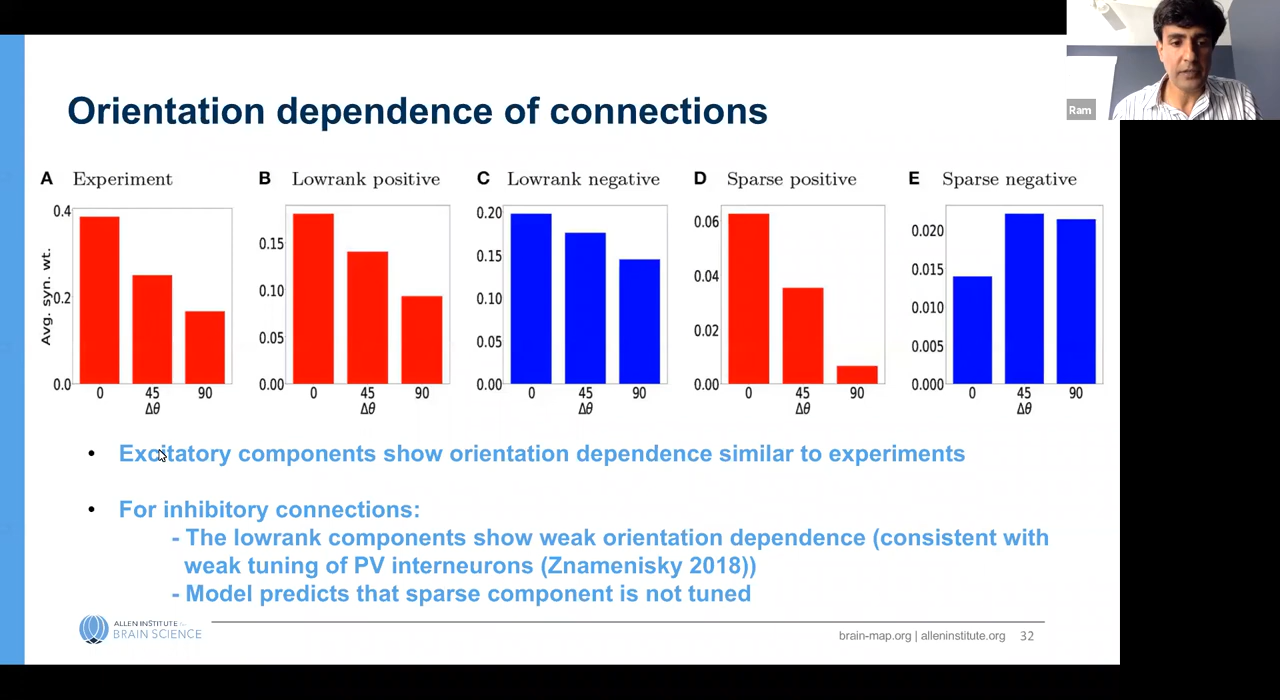 Ram
Orientation dependence of connections
A Experiment
B Lowrank positive
C Lowrank negative
D Sparse positive
E Sparse negative
Avg. syn. wt.
0.4
0.2
0.0
0 45 90
Δθ
0.15
0.10
0.05
0.00
0 45 90
Δθ
0.20
0.15
0.10
0.05
0.00
0 45 90
Δθ
0.06
0.04
0.02
0.00
0 45 90
Δθ
0.020
0.015
0.010
0.005
0.000
0 45 90
Δθ
• Excitatory components show orientation dependence similar to experiments
• For inhibitory connections:
- The lowrank components show weak orientation dependence (consistent with
weak tuning of PV interneurons (Znamenisky 2018))
- Model predicts that sparse component is not tuned
ALLEN INSTITUTE for
BRAIN SCIENCE
brain-map.org | alleninstitute.org 32